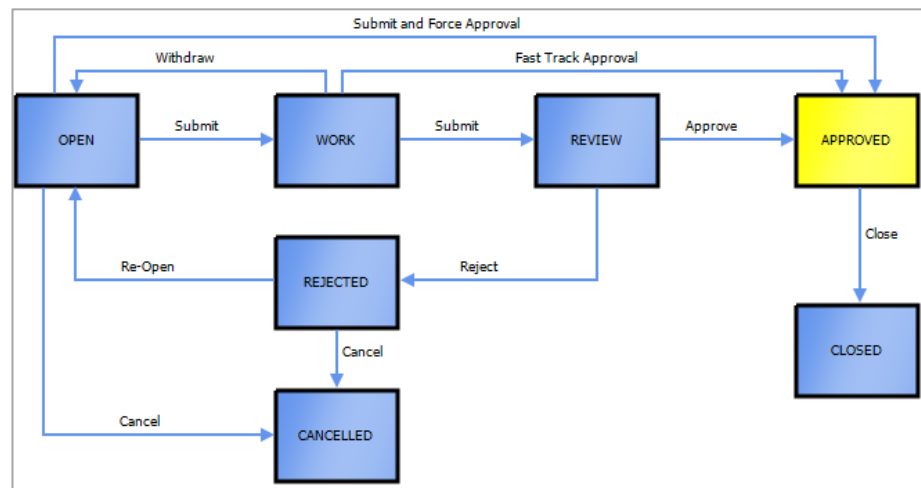 Submit and Force Approval
Withdraw
Fast Track Approval
OPEN
Submit
WORK
Submit
REVIEW
Approve
APPROVED
Close
Re-Open
REJECTED
Reject
Cancel
CLOSED
Cancel
CANCELLED